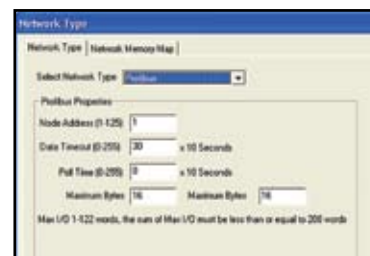 Network Type
Network Type Network Memory Map
Select Network Type Profibus
Profibus Properties
Node Address (1-125) 1
Data Timeout (0-255) 30 x 10 Seconds
Poll Time (0-255) 0 x 10 Seconds
Maximum Bytes 16 Maximum Bytes 16
Max I/O 1-122 words, the sum of Max I/O must be less than or equal to 200 words